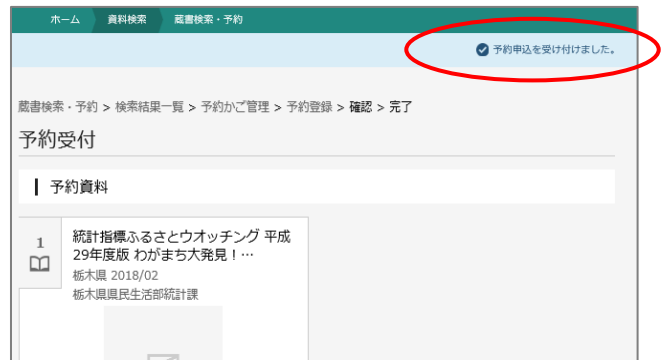 ホーム 資料検索 蔵書検索・予約
予約申込を受け付けました。
蔵書検索・予約 > 検索結果一覧 > 予約かご管理 > 予約登録 > 確認 > 完了
予約受付
予約資料
1
統計指標ふるさとウオッチング 平成
29年度版 わがまち大発見！…
栃木県 2018/02
栃木県県民生活部統計課